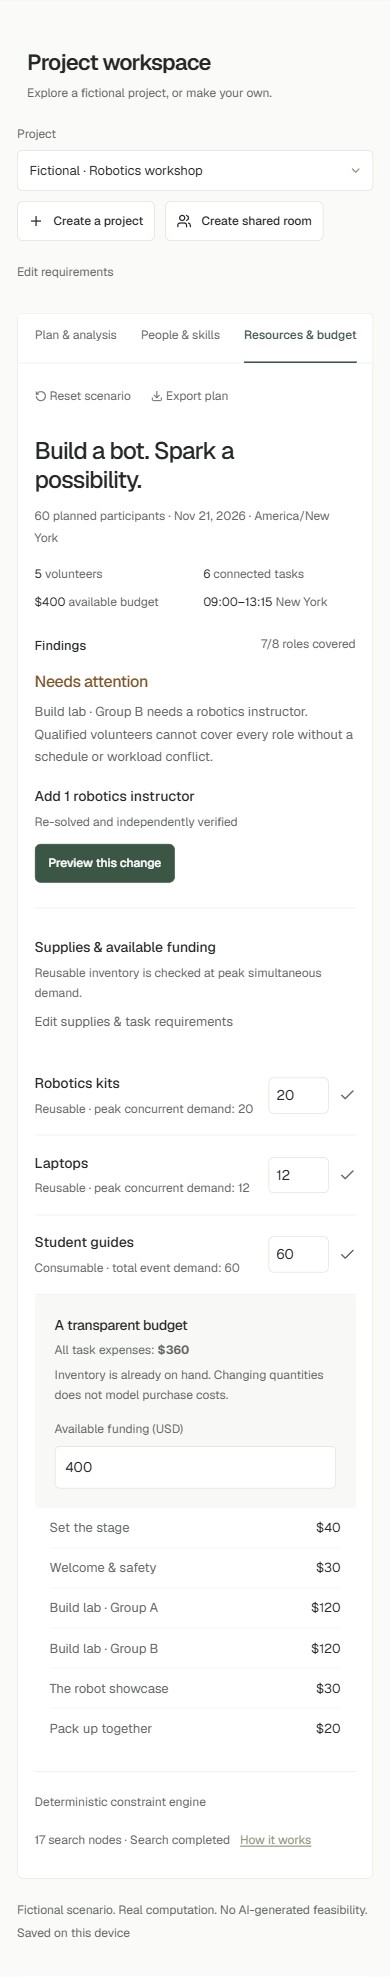 Project workspace
Explore a fictional project, or make your own.
Project
Fictional · Robotics workshop
Create a project
Create shared room
Edit requirements
Plan & analysis
People & skills
Resources & budget
Reset scenario
Export plan
Build a bot. Spark a
possibility.
60 planned participants · Nov 21, 2026 · America/New
York
5 volunteers
6 connected tasks
$400 available budget
09:00–13:15 New York
Findings
7/8 roles covered
Needs attention
Build lab · Group B needs a robotics instructor.
Qualified volunteers cannot cover every role without a
schedule or workload conflict.
Add 1 robotics instructor
Re-solved and independently verified
Preview this change
Supplies & available funding
Reusable inventory is checked at peak simultaneous
demand.
Edit supplies & task requirements
Robotics kits
Reusable · peak concurrent demand: 20
20
Laptops
Reusable · peak concurrent demand: 12
12
Student guides
Consumable · total event demand: 60
60
A transparent budget
All task expenses: $360
Inventory is already on hand. Changing quantities
does not model purchase costs.
Available funding (USD)
400
Set the stage $40
Welcome & safety $30
Build lab · Group A $120
Build lab · Group B $120
The robot showcase $30
Pack up together $20
Deterministic constraint engine
17 search nodes · Search completed How it works
Fictional scenario. Real computation. No AI-generated feasibility.
Saved on this device